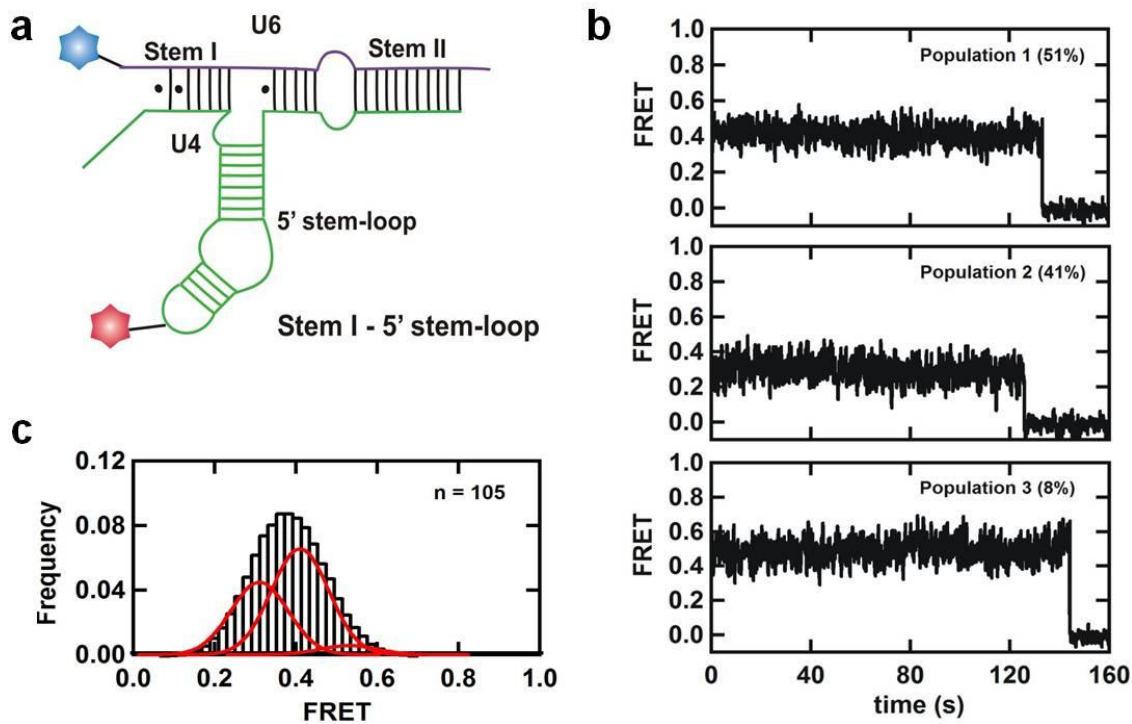 a
U6
Stem I
Stem II
U4
5' stem-loop
Stem I - 5' stem-loop
b
1.0
0.8
0.6
0.4
0.2
0.0
FRET
Population 1 (51%)
1.0
0.8
0.6
0.4
0.2
0.0
FRET
Population 2 (41%)
1.0
0.8
0.6
0.4
0.2
0.0
FRET
Population 3 (8%)
0
40
80
120
160
time (s)
c
0.12
0.08
0.04
0.00
Frequency
n = 105
0.0
0.2
0.4
0.6
0.8
1.0
FRET